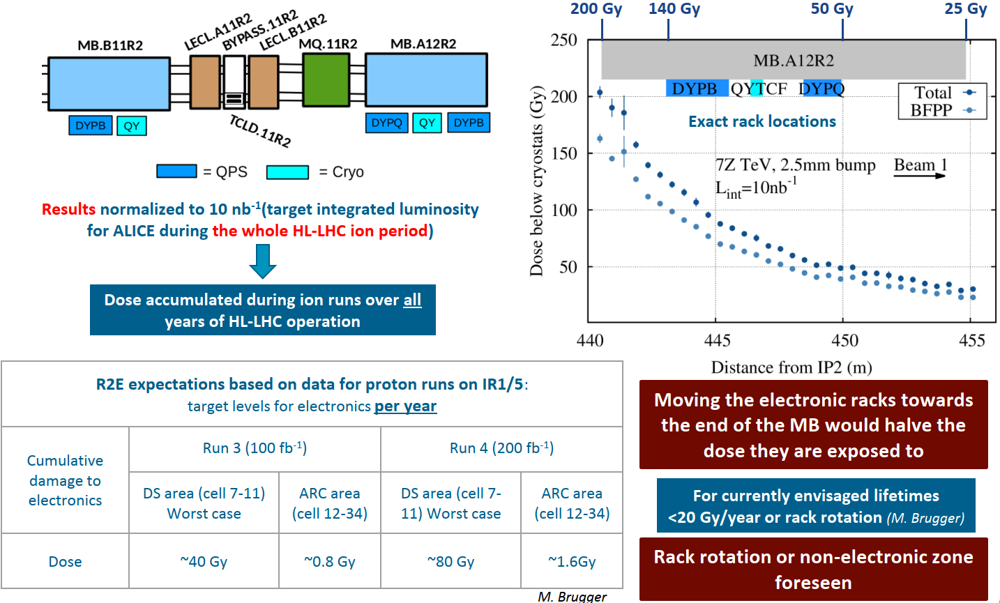 MB.B11R2
LECL.A11R2
BYPASS.11R2
LECL.B11R2
MQ.11R2
MB.A12R2
DYPB
QY
TCLD.11R2
DYPQ
QY
DYPB
= QPS
= Cryo
Results normalized to 10 nb⁻¹(target integrated luminosity
for ALICE during the whole HL-LHC ion period)
Dose accumulated during ion runs over all
years of HL-LHC operation
200 Gy
140 Gy
50 Gy
25 Gy
250
200
150
100
50
Dose below cryostats (Gy)
MB.A12R2
DYPB
QYTCF
DYPQ
Total
BFPP
Exact rack locations
7Z TeV, 2.5mm bump
Beam 1
Lint=10nb⁻¹
440
445
450
455
Distance from IP2 (m)
R2E expectations based on data for proton runs on IR1/5:
target levels for electronics per year
Cumulative
damage to
electronics
Run 3 (100 fb⁻¹)
Run 4 (200 fb⁻¹)
DS area (cell 7-11)
Worst case
ARC area
(cell 12-34)
DS area (cell 7-
11) Worst case
ARC area
(cell 12-34)
Dose
~40 Gy
~0.8 Gy
~80 Gy
~1.6Gy
M. Brugger
Moving the electronic racks towards
the end of the MB would halve the
dose they are exposed to
For currently envisaged lifetimes
<20 Gy/year or rack rotation (M. Brugger)
Rack rotation or non-electronic zone
foreseen